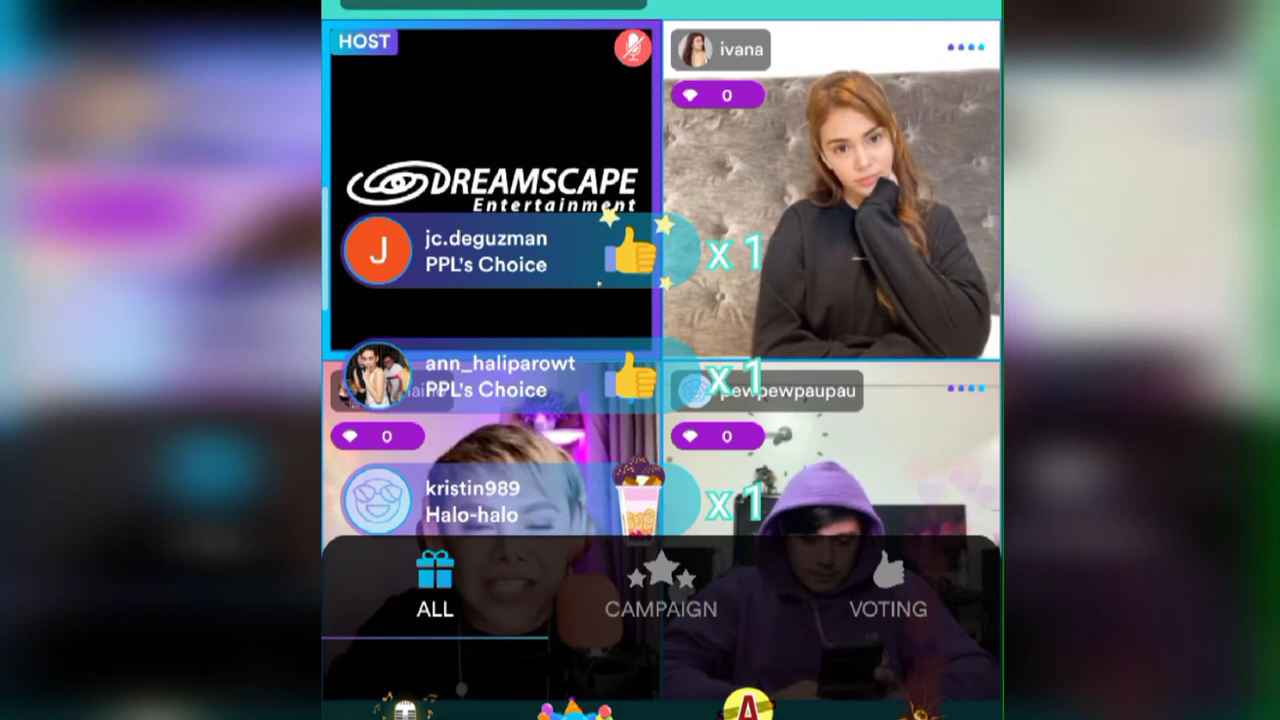 HOST
ivana
0
DREAMSCAPE
Entertainment
jc.deguzman
PPL's Choice
x 1
ann_haliparowt
PPL's Choice
x 1
pewpewpaupau
0
0
kristin989
Halo-halo
x 1
ALL
CAMPAIGN
VOTING
A